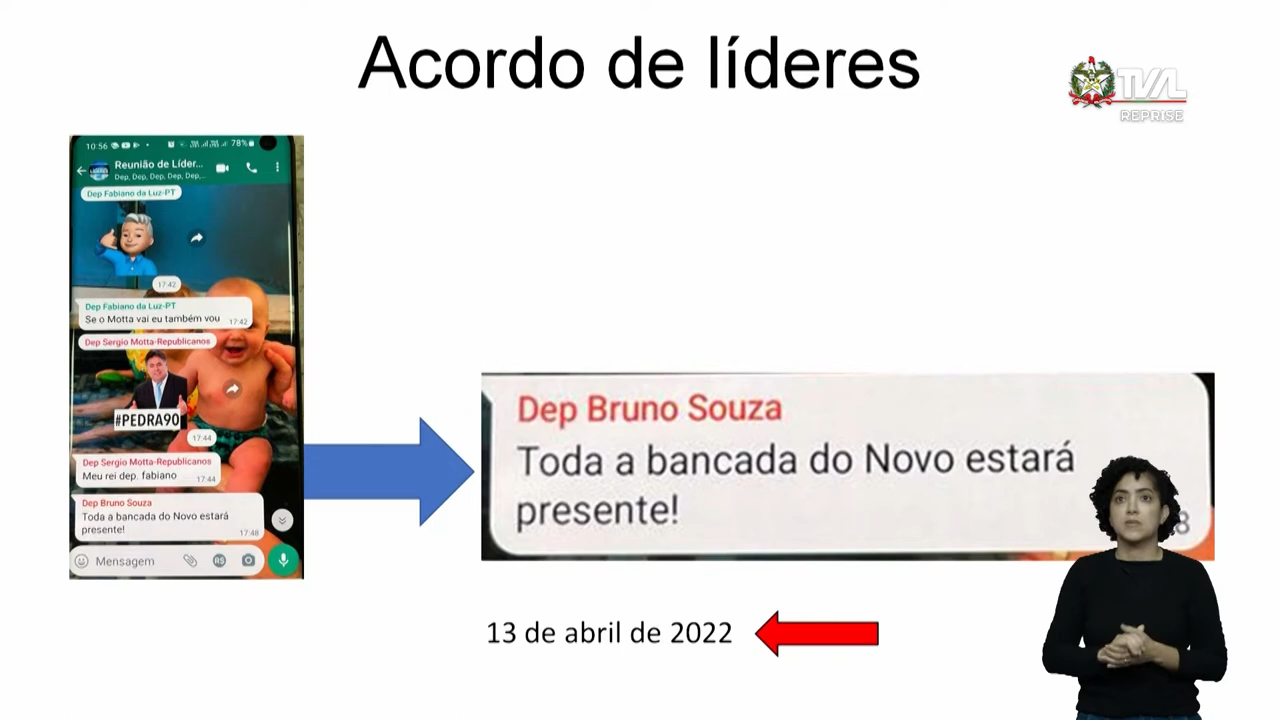 Acordo de líderes
TVAL
REPRISE
10:56
78%
Reunião de Líder...
Dep, Dep, Dep, Dep, Dep,...
Dep Fabiano da Luz-PT
17:42
Dep Fabiano da Luz-PT
Se o Motta vai eu também vou
17:42
Dep Sergio Motta-Republicanos
#PEDRA90
17:44
Dep Sergio Motta-Republicanos
Meu rei dep. fabiano
17:44
Dep Bruno Souza
Toda a bancada do Novo estará
presente!
17:48
Mensagem
R$
Dep Bruno Souza
Toda a bancada do Novo estará
presente!
8
13 de abril de 2022